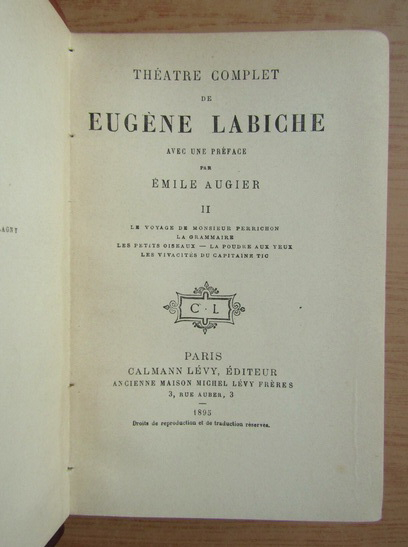 THÉATRE COMPLET
DE
EUGÈNE LABICHE
AVEC UNE PRÉFACE
PAR
ÉMILE AUGIER
II
LE VOYAGE DE MONSIEUR PERRICHON
LA GRAMMAIRE
LES PETITS OISEAUX — LA POUDRE AUX YEUX
LES VIVACITÉS DU CAPITAINE TIC
C · L
PARIS
CALMANN LÉVY, ÉDITEUR
ANCIENNE MAISON MICHEL LÉVY FRÈRES
3, RUE AUBER, 3
1895
Droits de reproduction et de traduction réservés.